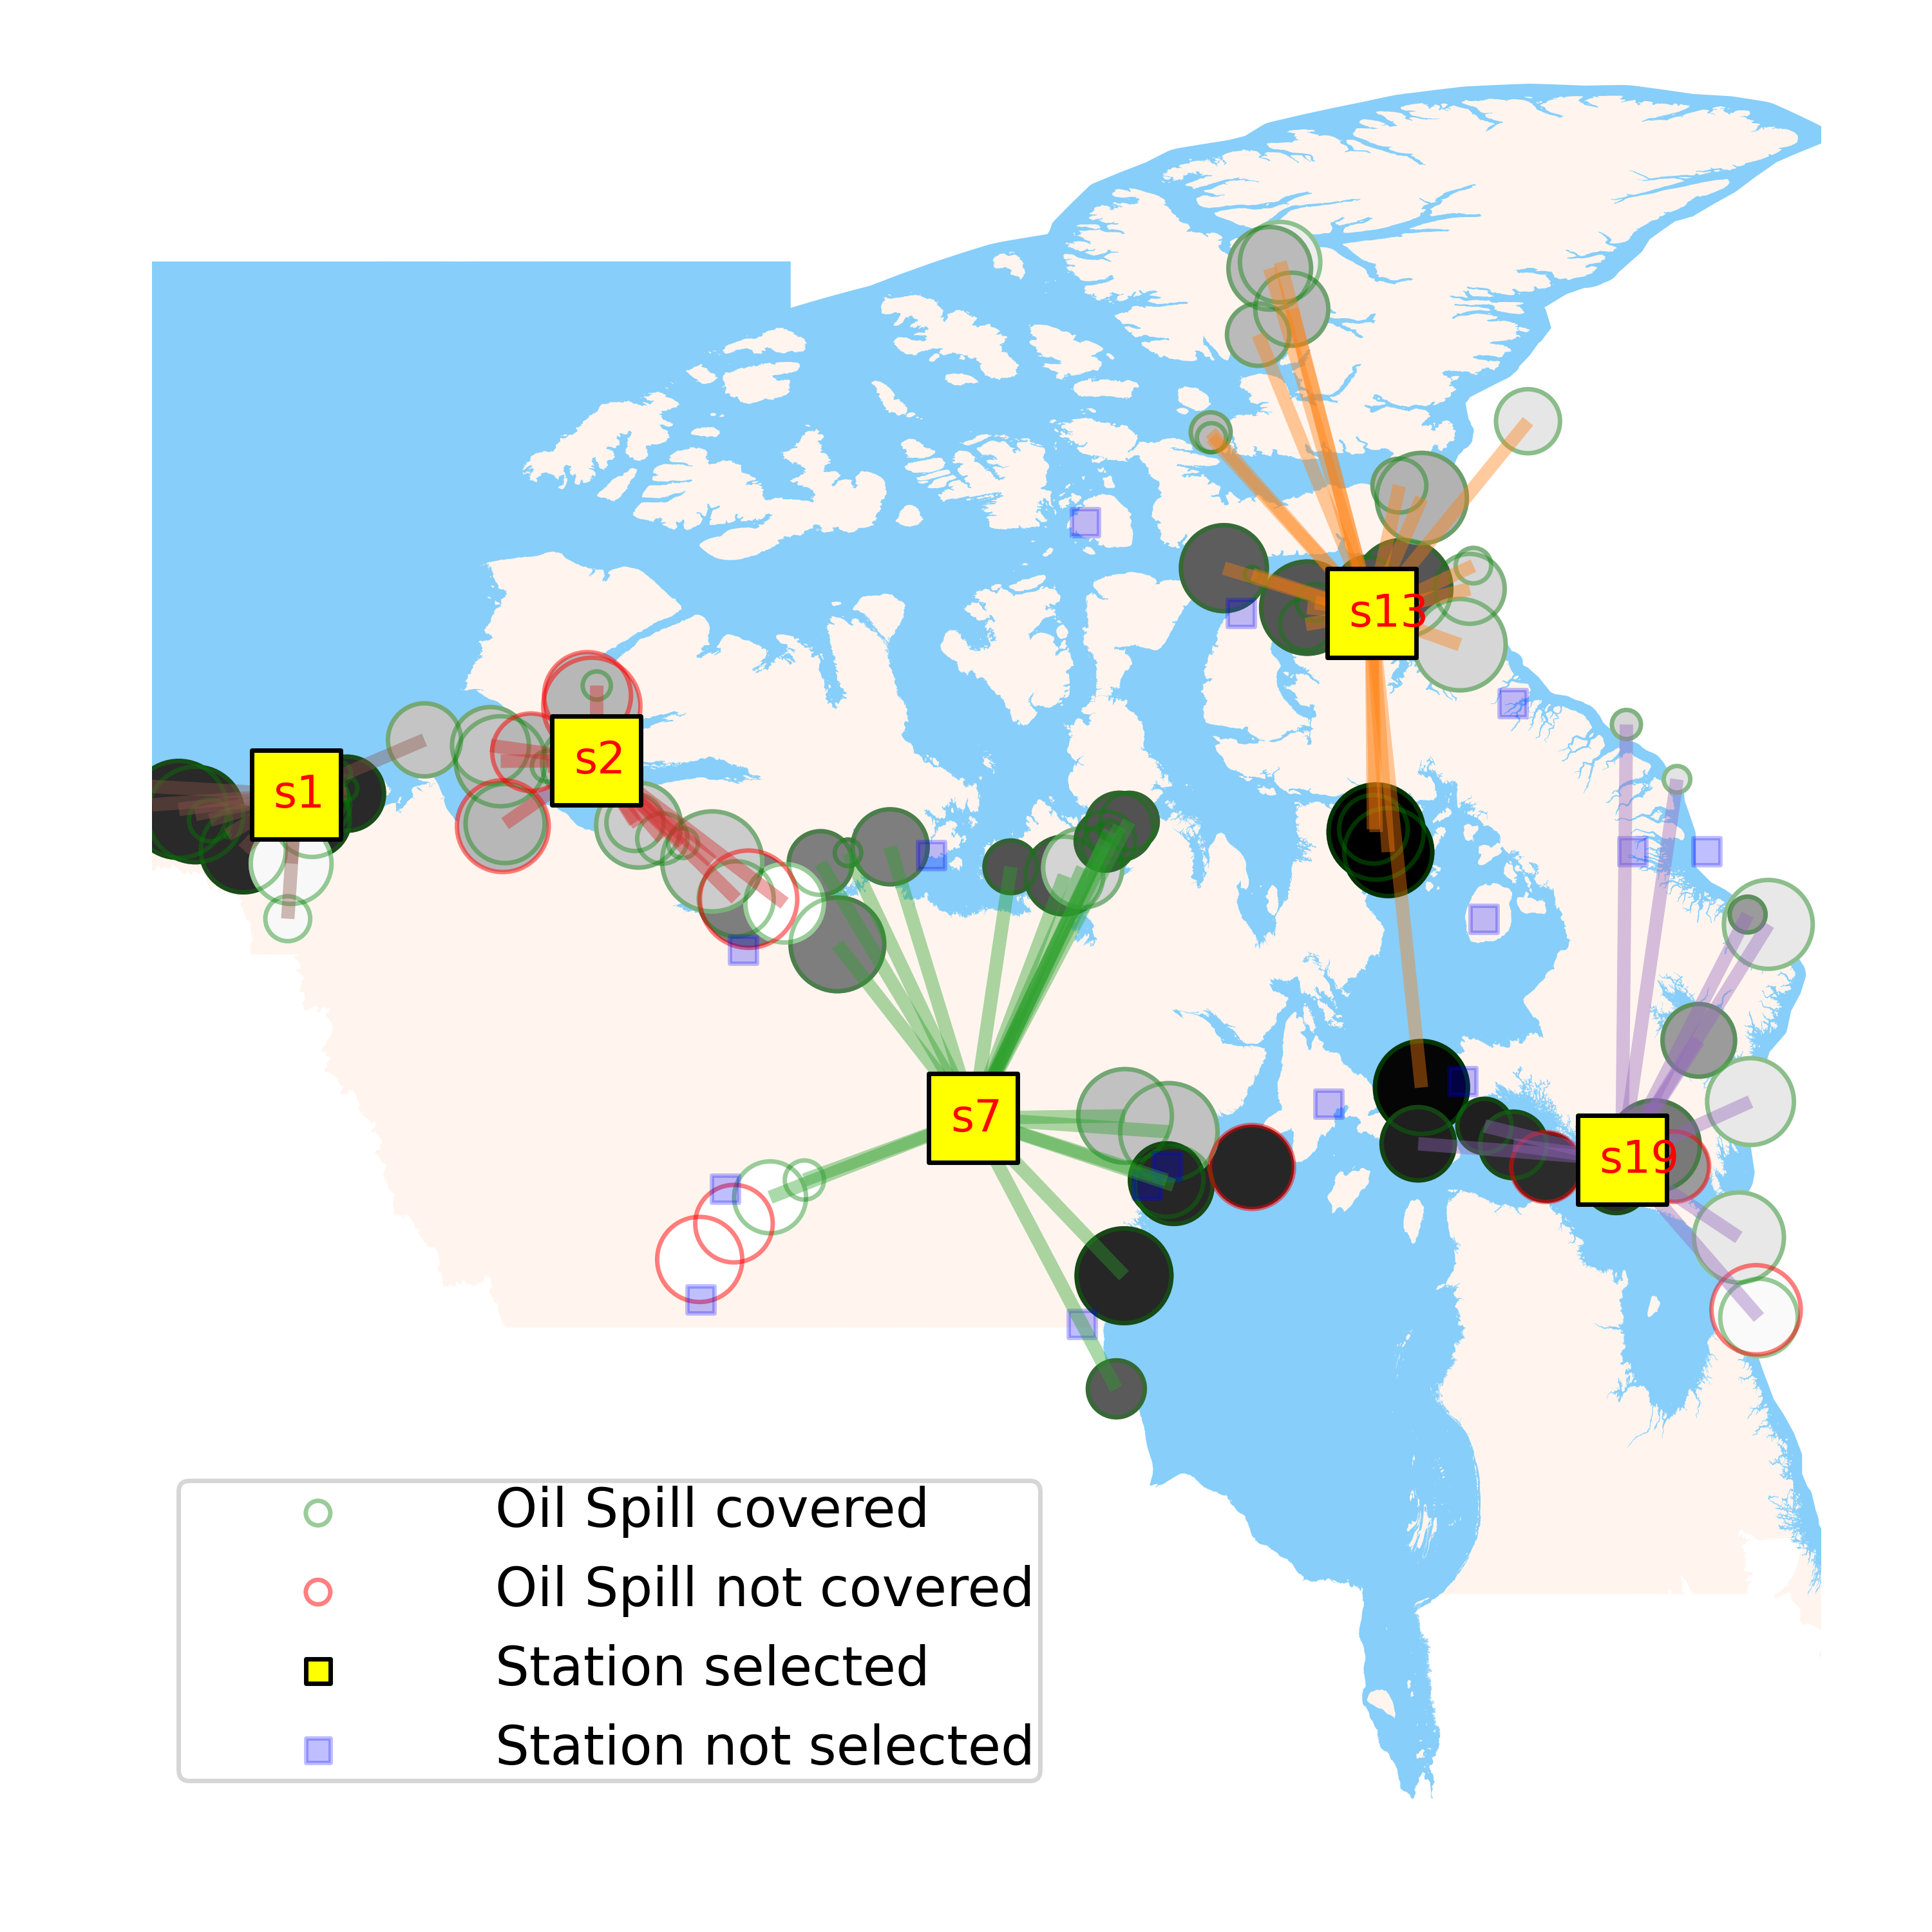 s13
s2
s1
s7
s19
Oil Spill covered
Oil Spill not covered
Station selected
Station not selected